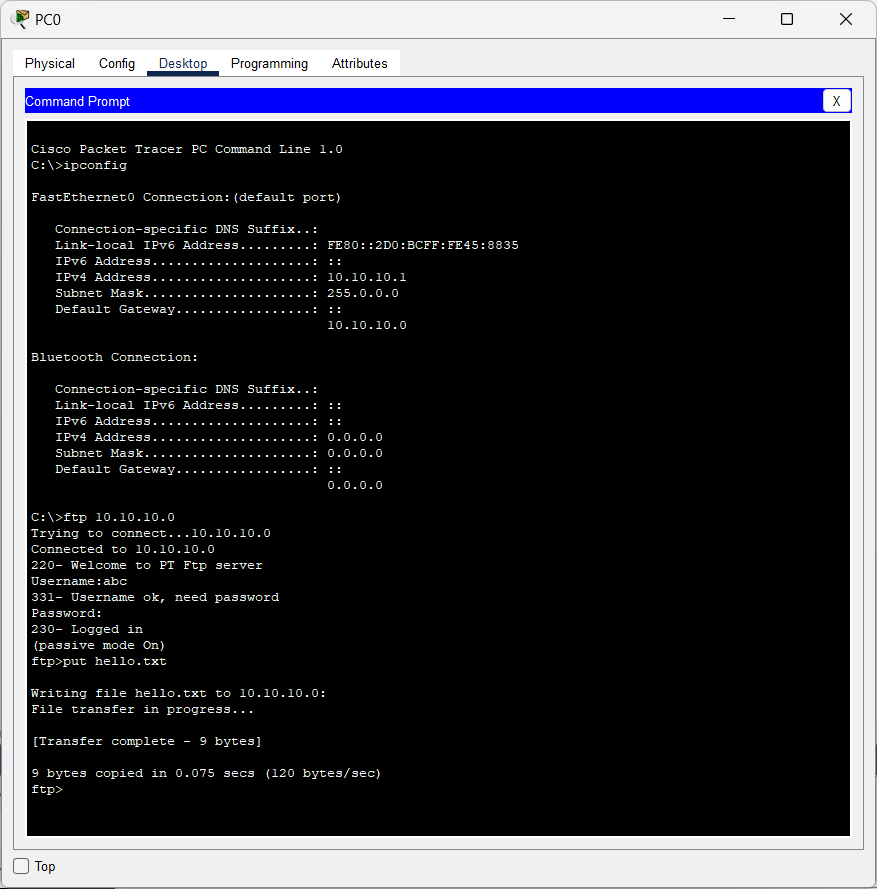 PC0
Physical Config Desktop Programming Attributes
Command Prompt X
Cisco Packet Tracer PC Command Line 1.0
C:\>ipconfig
FastEthernet0 Connection:(default port)
Connection-specific DNS Suffix..:
Link-local IPv6 Address.........: FE80::2D0:BCFF:FE45:8835
IPv6 Address....................: ::
IPv4 Address....................: 10.10.10.1
Subnet Mask.....................: 255.0.0.0
Default Gateway.................: ::
10.10.10.0
Bluetooth Connection:
Connection-specific DNS Suffix..:
Link-local IPv6 Address.........: ::
IPv6 Address....................: ::
IPv4 Address....................: 0.0.0.0
Subnet Mask.....................: 0.0.0.0
Default Gateway.................: ::
0.0.0.0
C:\>ftp 10.10.10.0
Trying to connect...10.10.10.0
Connected to 10.10.10.0
220- Welcome to PT Ftp server
Username:abc
331- Username ok, need password
Password:
230- Logged in
(passive mode On)
ftp>put hello.txt
Writing file hello.txt to 10.10.10.0:
File transfer in progress...
[Transfer complete - 9 bytes]
9 bytes copied in 0.075 secs (120 bytes/sec)
ftp>
Top